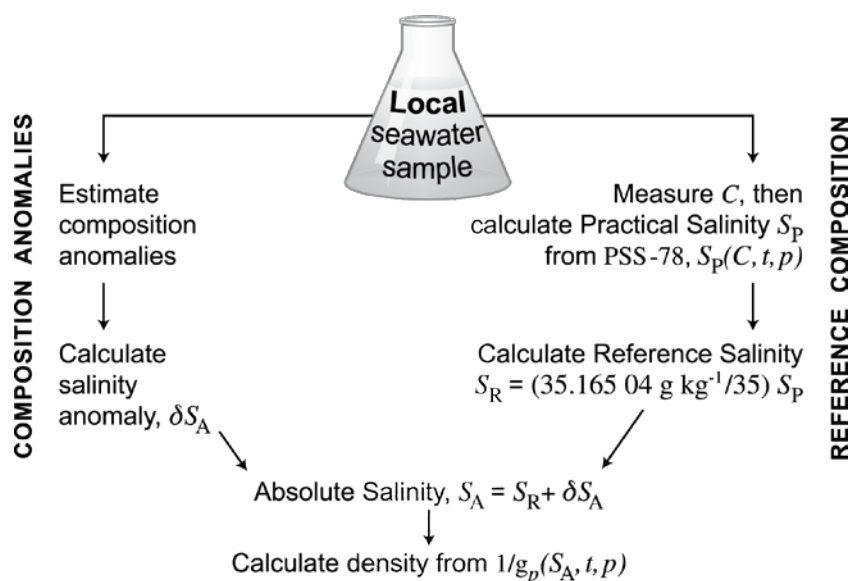 Local
seawater
sample
COMPOSITION ANOMALIES
Estimate
composition
anomalies
Calculate
salinity
anomaly, δS_A
Measure C, then
calculate Practical Salinity S_P
from PSS-78, S_P(C, t, p)
Calculate Reference Salinity
S_R = (35.165 04 g kg⁻¹/35) S_P
REFERENCE COMPOSITION
Absolute Salinity, S_A = S_R + δS_A
Calculate density from 1/g_p(S_A, t, p)